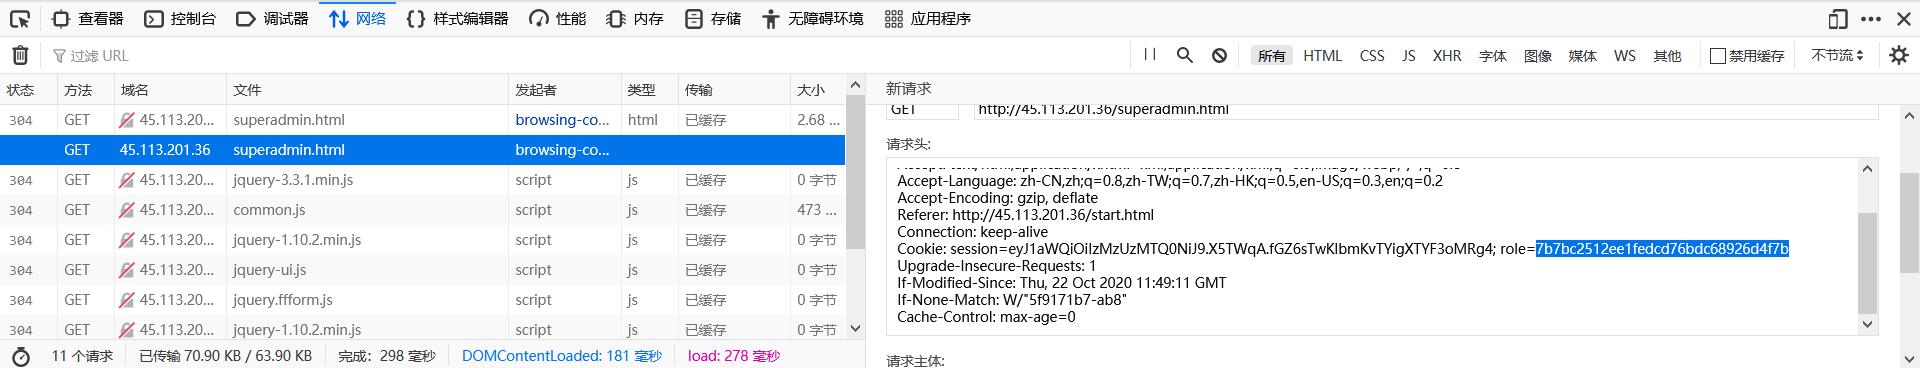 查看器 控制台 调试器 网络 样式编辑器 性能 内存 存储 无障碍环境 应用程序
过滤 URL 所有 HTML CSS JS XHR 字体 图像 媒体 WS 其他 禁用缓存 不节流
状态 方法 域名 文件 发起者 类型 传输 大小
304 GET 45.113.20... superadmin.html browsing-co... html 已缓存 2.68 ...
GET 45.113.201.36 superadmin.html browsing-co...
304 GET 45.113.20... jquery-3.3.1.min.js script js 已缓存 0 字节
304 GET 45.113.20... common.js script js 已缓存 473 ...
304 GET 45.113.20... jquery-1.10.2.min.js script js 已缓存 0 字节
304 GET 45.113.20... jquery-ui.js script js 已缓存 0 字节
304 GET 45.113.20... jquery.ffform.js script js 已缓存 0 字节
304 GET 45.113.20... jquery-1.10.2.min.js script js 已缓存 0 字节
11 个请求 已传输 70.90 KB / 63.90 KB 完成：298 毫秒 DOMContentLoaded: 181 毫秒 load: 278 毫秒
新请求
GET http://45.113.201.36/superadmin.html
请求头:
Accept-Language: zh-CN,zh;q=0.8,zh-TW;q=0.7,zh-HK;q=0.5,en-US;q=0.3,en;q=0.2
Accept-Encoding: gzip, deflate
Referer: http://45.113.201.36/start.html
Connection: keep-alive
Cookie: session=eyJ1aWQiOiIzMzUzMTQ0NiJ9.X5TWqA.fGZ6sTwKIbmKvTYigXTYF3oMRg4; role=7b7bc2512ee1fedcd76bdc68926d4f7b
Upgrade-Insecure-Requests: 1
If-Modified-Since: Thu, 22 Oct 2020 11:49:11 GMT
If-None-Match: W/"5f9171b7-ab8"
Cache-Control: max-age=0
请求主体: